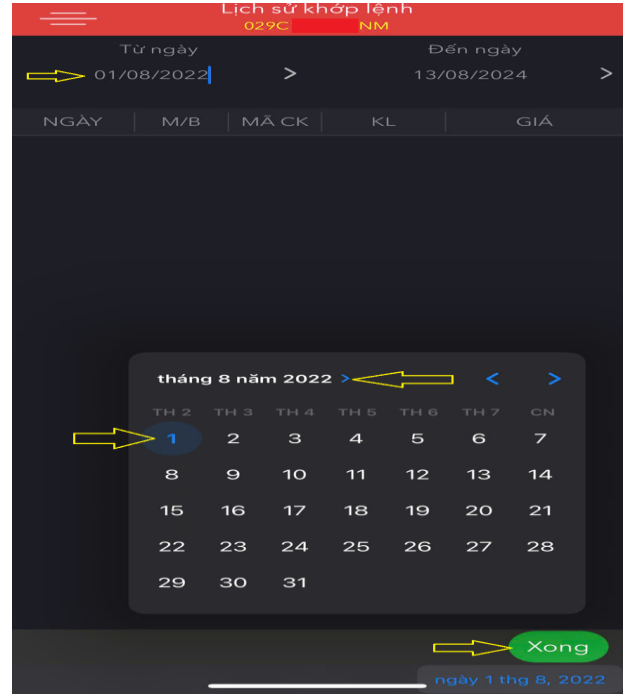 Lịch sử khớp lệnh
029C NM
Từ ngày Đến ngày
01/08/2022 > 13/08/2024 >
NGÀY M/B MÃ CK KL GIÁ
tháng 8 năm 2022 > < >
TH 2 TH 3 TH 4 TH 5 TH 6 TH 7 CN
1 2 3 4 5 6 7
8 9 10 11 12 13 14
15 16 17 18 19 20 21
22 23 24 25 26 27 28
29 30 31
Xong
ngày 1 thg 8, 2022